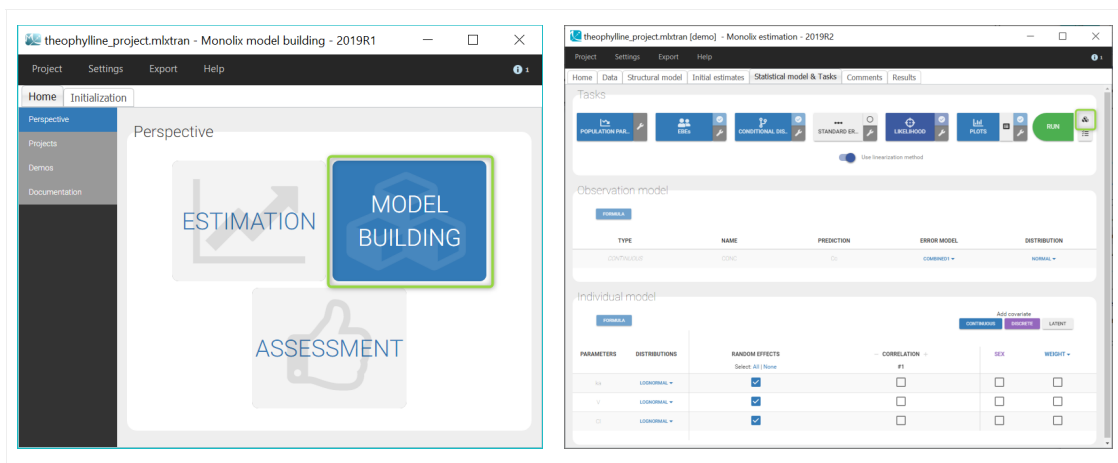 theophylline_project.mlxtran - Monolix model building - 2019R1
Project Settings Export Help 1
Home Initialization
Perspective
Projects
Demos
Documentation
Perspective
ESTIMATION
MODEL
BUILDING
ASSESSMENT
theophylline_project.mlxtran [demo] - Monolix estimation - 2019R2
Project Settings Export Help 1
Home Data Structural model Initial estimates Statistical model & Tasks Comments Results
Tasks
POPULATION PAR.. EBEs CONDITIONAL DIS.. STANDARD ER.. LIKELIHOOD PLOTS RUN
Use linearization method
Observation model
FORMULA
TYPE NAME PREDICTION ERROR MODEL DISTRIBUTION
CONTINUOUS CONC Cc COMBINED1 NORMAL
Individual model
FORMULA
Add covariate
CONTINUOUS DISCRETE LATENT
PARAMETERS DISTRIBUTIONS RANDOM EFFECTS − CORRELATION + SEX WEIGHT
Select: All | None #1
ka LOGNORMAL
V LOGNORMAL
Cl LOGNORMAL